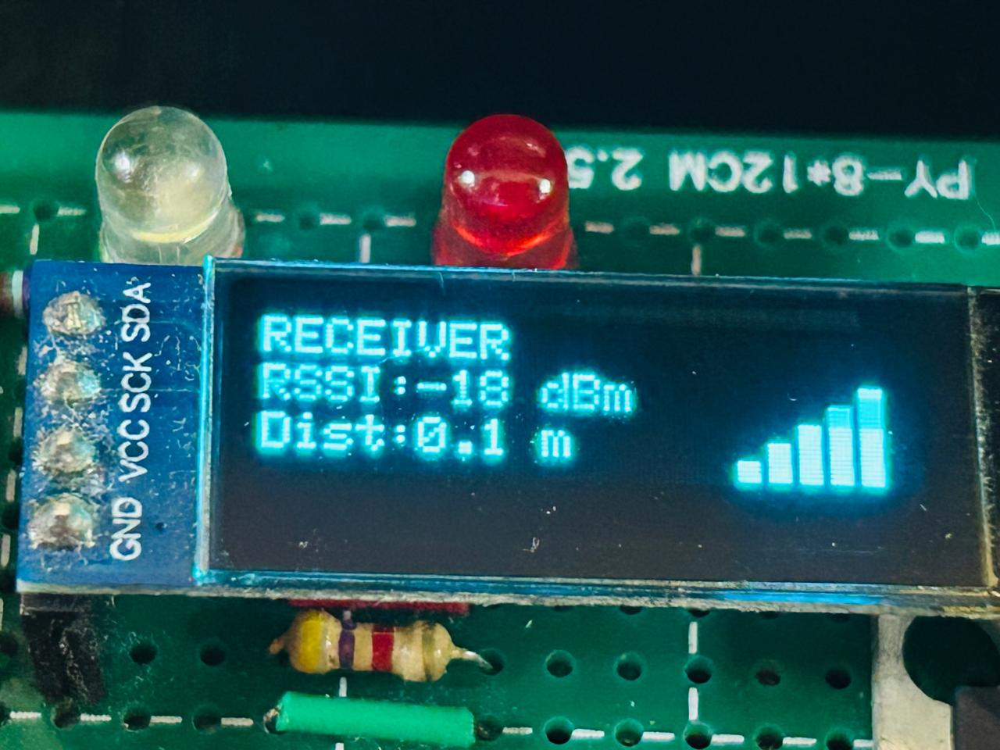 PY-8*12CM 2.5
RECEIVER
RSSI:-18 dBm
Dist:0.1 m
SDA
SCK
VCC
GND